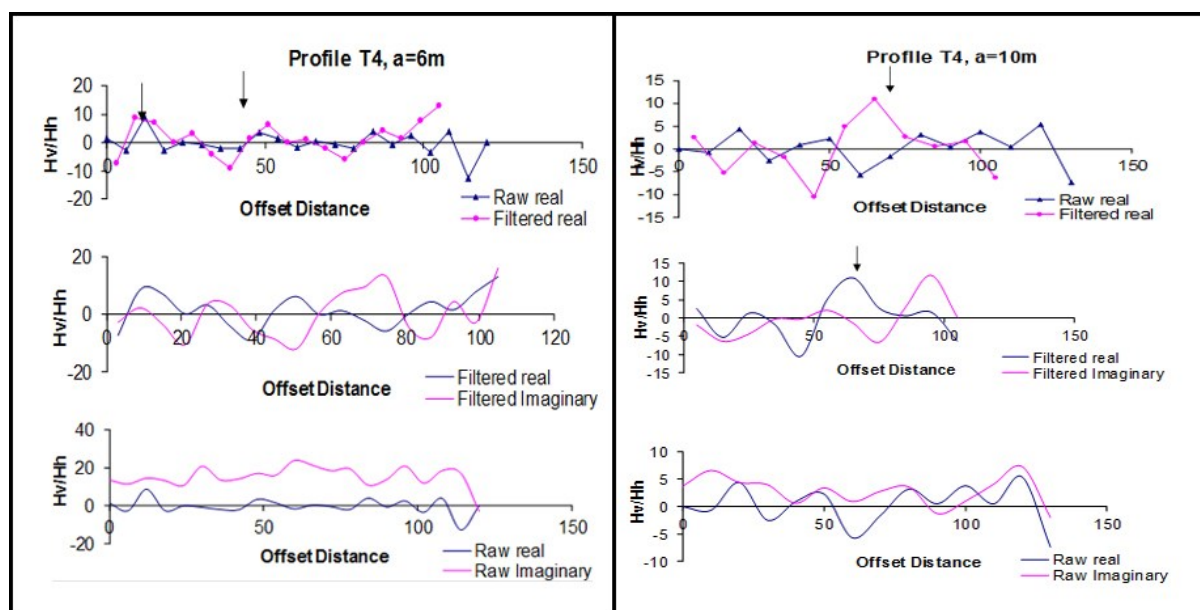 Profile T4, a=6m
20
10
0
-10
-20
0
50
100
150
Hv/Hh
Offset Distance
Raw real
Filtered real
20
0
-20
0
20
40
60
80
100
120
Hv/Hh
Offset Distance
Filtered real
Filtered Imaginary
40
20
0
-20
0
50
100
150
Hv/Hh
Offset Distance
Raw real
Raw Imaginary
Profile T4, a=10m
15
10
5
0
-5
-10
-15
0
50
100
150
Hv/Hh
Offset Distance
Raw real
Filtered real
15
10
5
0
-5
-10
-15
0
50
100
150
Hv/Hh
Offset Distance
Filtered real
Filtered Imaginary
10
5
0
-5
-10
0
50
100
150
Hv/Hh
Offset Distance
Raw real
Raw Imaginary